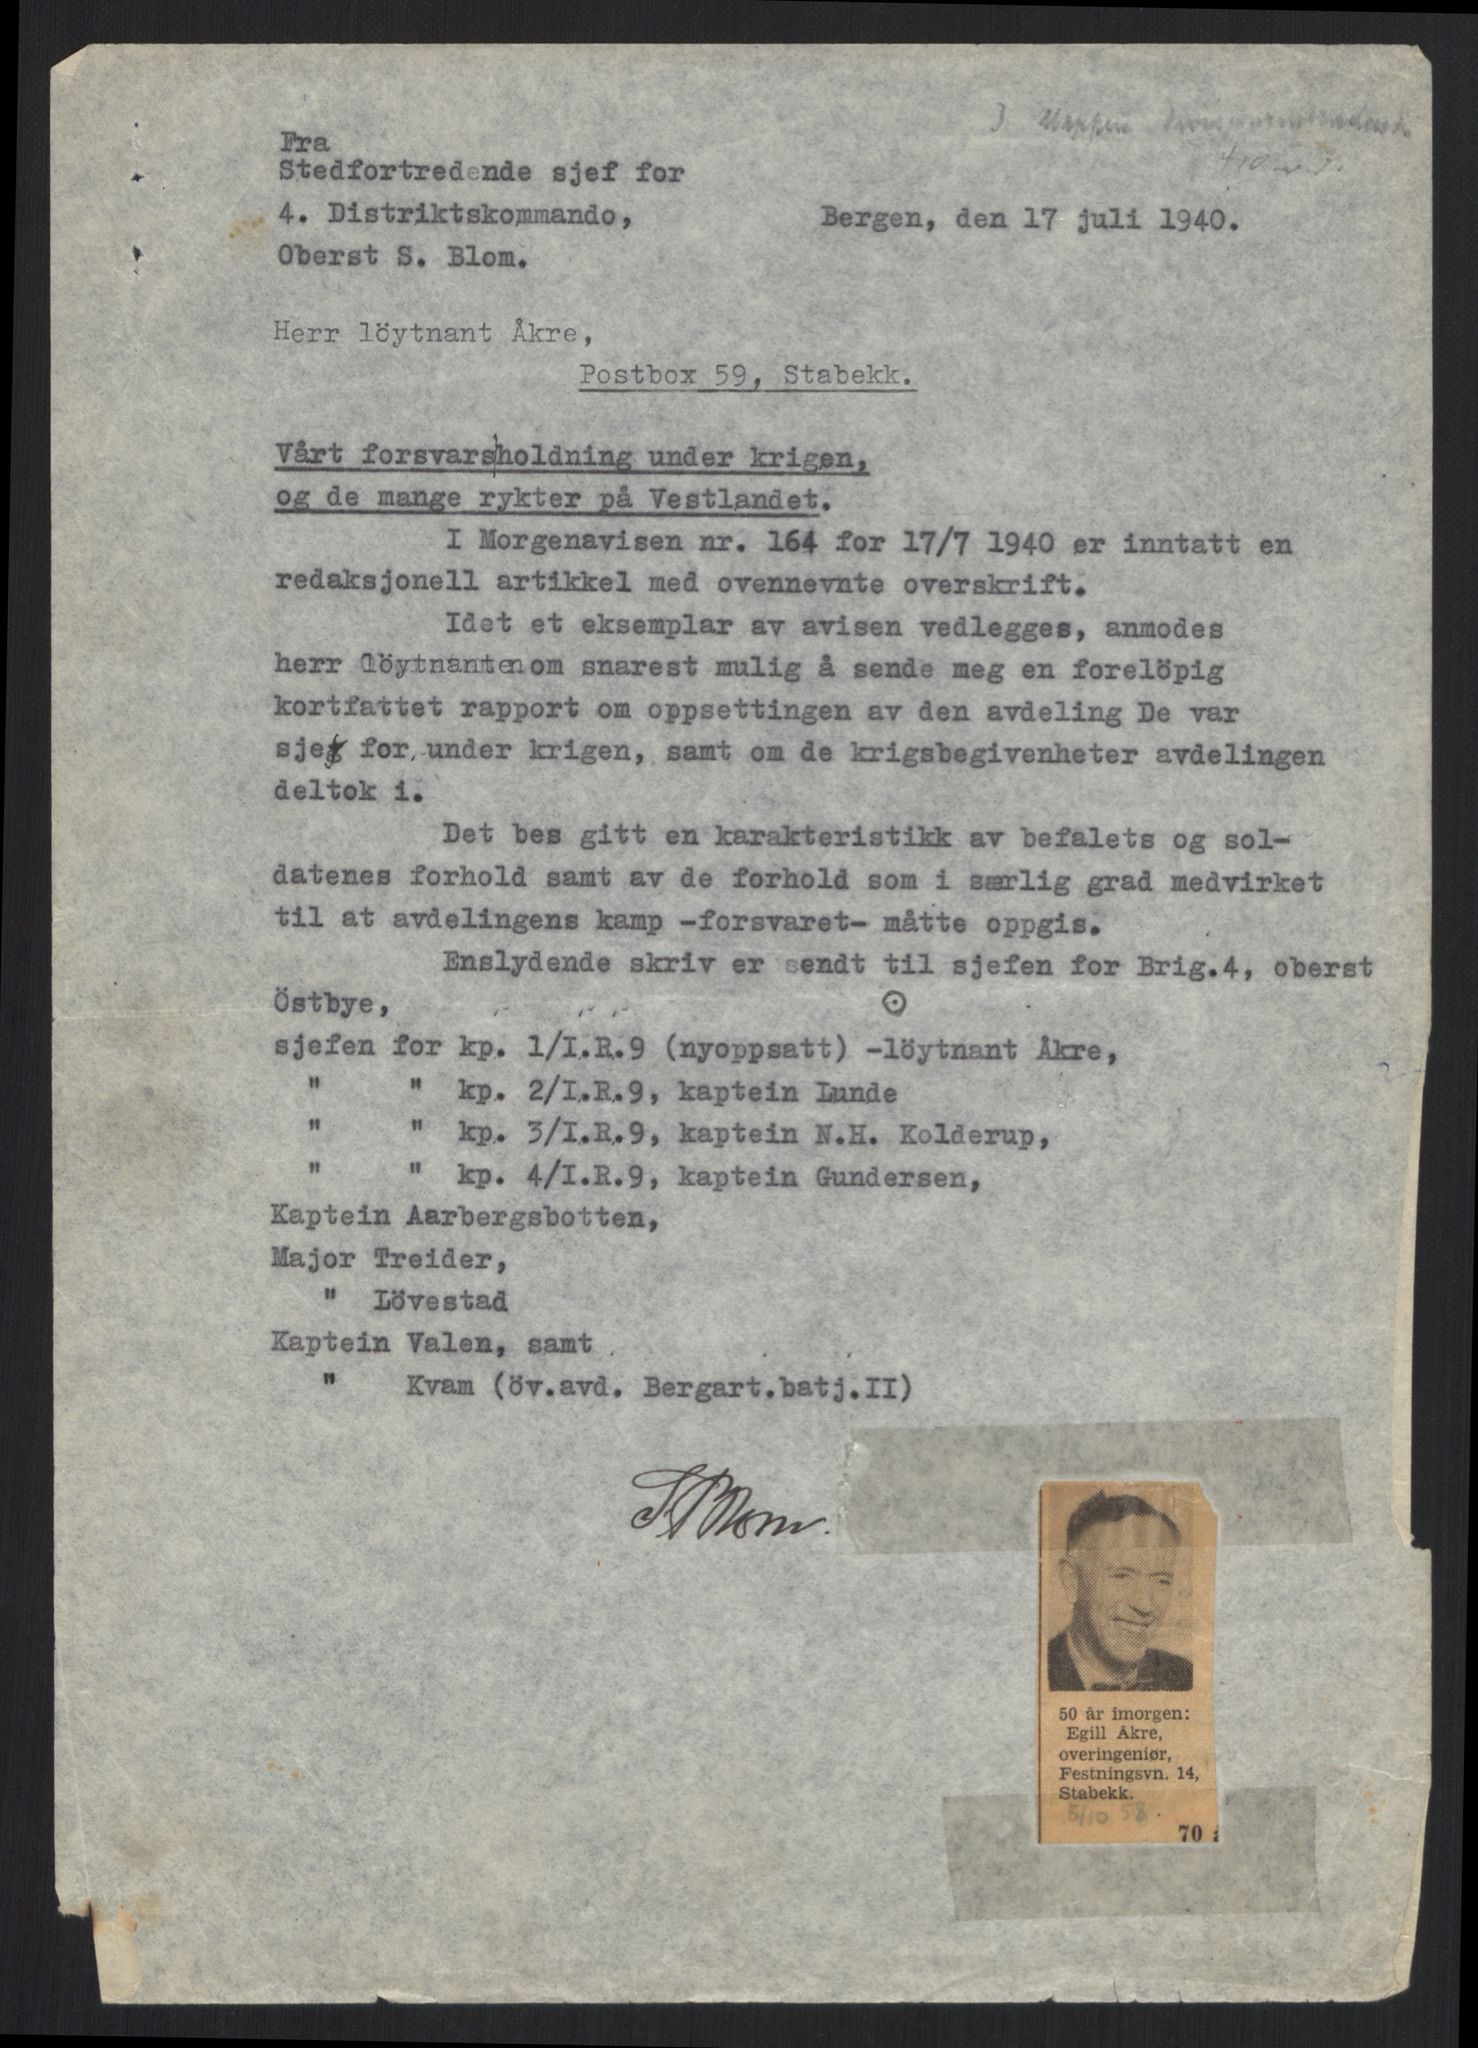 Fra
Stedfortredende sjef for
4. Distriktskommando,
Bergen, den 17 juli 1940.
Oberst S. Blom.
Herr löytnant Åkre,
Postbox 59, Stabekk.
Vårt forsvarsholdning under krigen,
og de mange rykter på Vestlandet.
I Morgenavisen nr. 164 for 17/7 1940 er inntatt en
redaksjonell artikkel med ovennevnte overskrift.
Idet et eksemplar av avisen vedlegges, anmodes
herr löytnanten om snarest mulig å sende meg en forelöpig
kortfattet rapport om oppsettingen av den avdeling De var
sjef for, under krigen, samt om de krigsbegivenheter avdelingen
deltok i.
Det bes gitt en karakteristikk av befalets og sol-
datenes forhold samt av de forhold som i særlig grad medvirket
til at avdelingens kamp -forsvaret- måtte oppgis.
Enslydende skriv er sendt til sjefen for Brig.4, oberst
Östbye,
sjefen for kp. 1/I.R.9 (nyoppsatt) -löytnant Åkre,
" " kp. 2/I.R.9, kaptein Lunde
" " kp. 3/I.R.9, kaptein N.H. Kolderup,
" " kp. 4/I.R.9, kaptein Gundersen,
Kaptein Aarbergsbotten,
Major Treider,
" Lövestad
Kaptein Valen, samt
" Kvam (öv.avd. Bergart.batj.II)
S Blom.
50 år imorgen:
Egill Åkre,
overingeniør,
Festningsvn. 14,
Stabekk.
8/10 58.
70